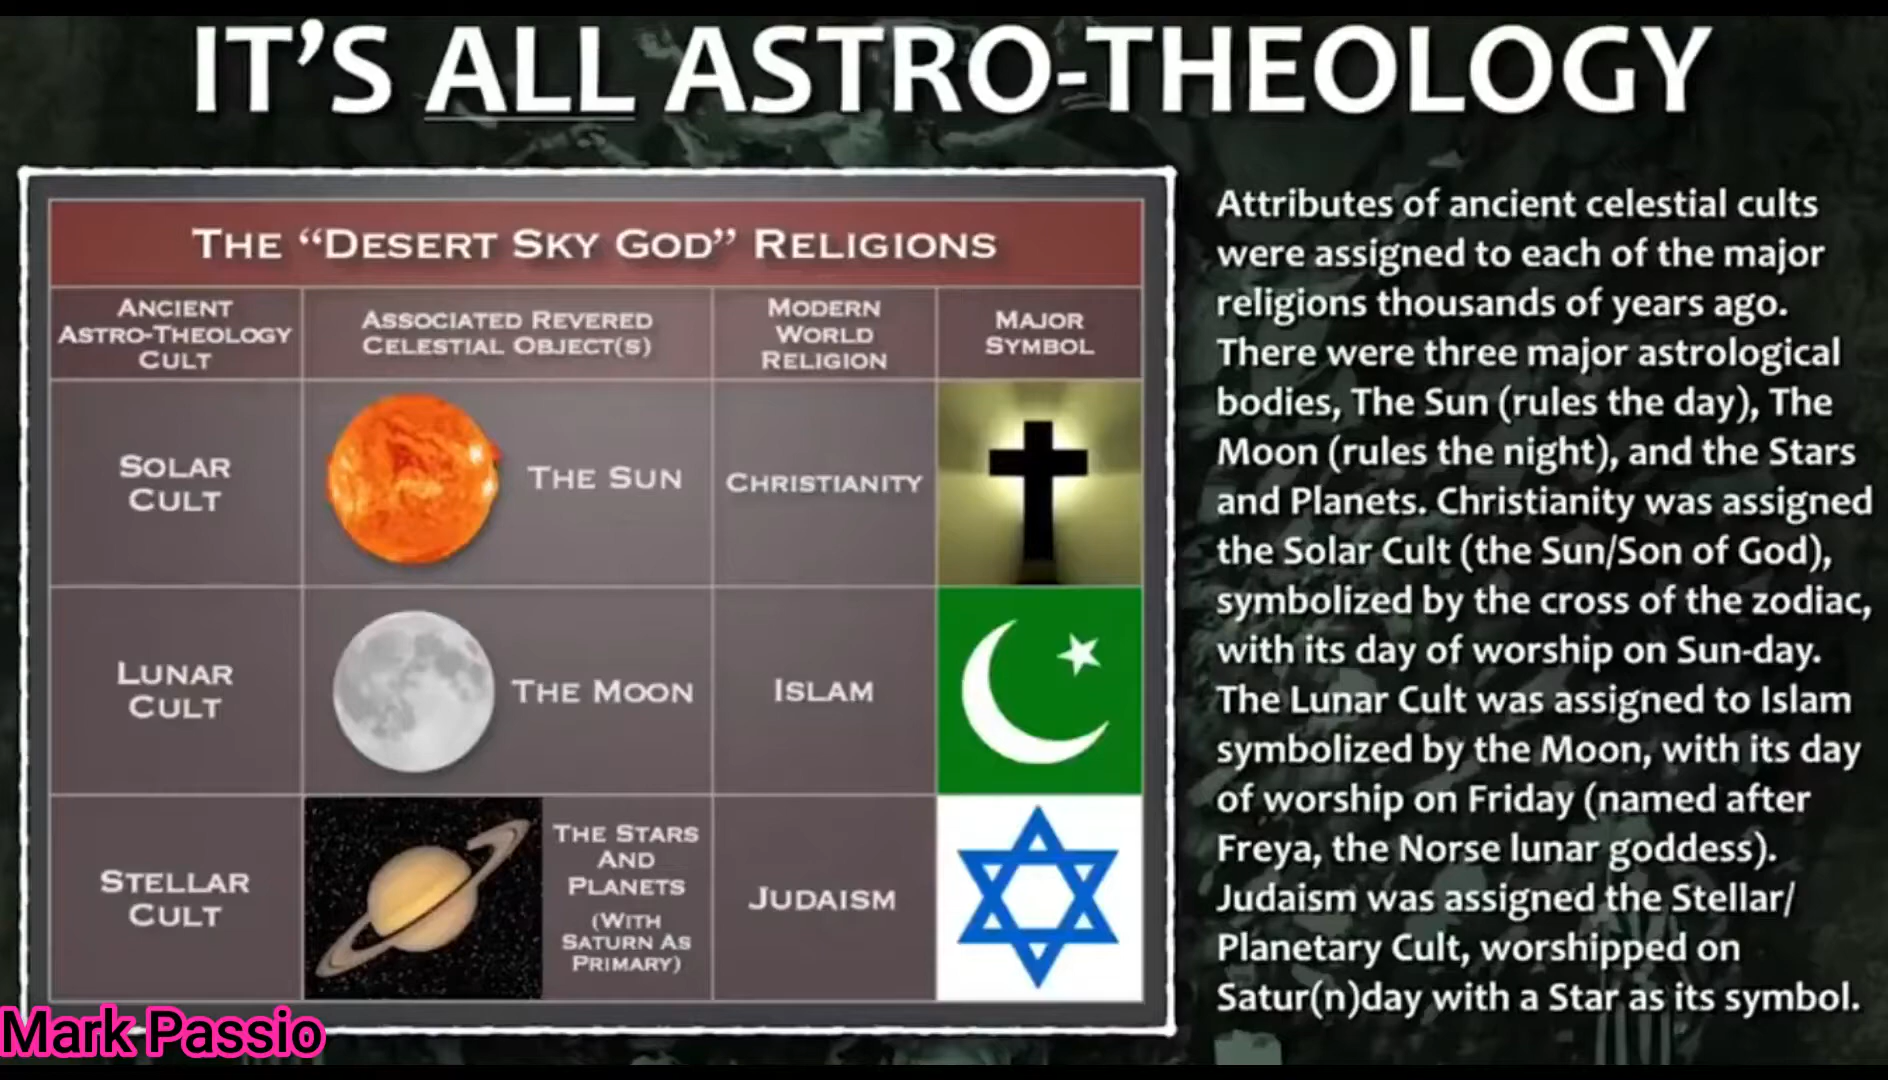 IT'S ALL ASTRO-THEOLOGY
THE "DESERT SKY GOD" RELIGIONS
ANCIENT
ASTRO-THEOLOGY
CULT
ASSOCIATED REVERED
CELESTIAL OBJECT(S)
MODERN
WORLD
RELIGION
MAJOR
SYMBOL
SOLAR
CULT
THE SUN
CHRISTIANITY
LUNAR
CULT
THE MOON
ISLAM
STELLAR
CULT
THE STARS
AND
PLANETS
(WITH
SATURN AS
PRIMARY)
JUDAISM
Attributes of ancient celestial cults
were assigned to each of the major
religions thousands of years ago.
There were three major astrological
bodies, The Sun (rules the day), The
Moon (rules the night), and the Stars
and Planets. Christianity was assigned
the Solar Cult (the Sun/Son of God),
symbolized by the cross of the zodiac,
with its day of worship on Sun-day.
The Lunar Cult was assigned to Islam
symbolized by the Moon, with its day
of worship on Friday (named after
Freya, the Norse lunar goddess).
Judaism was assigned the Stellar/
Planetary Cult, worshipped on
Satur(n)day with a Star as its symbol.
Mark Passio